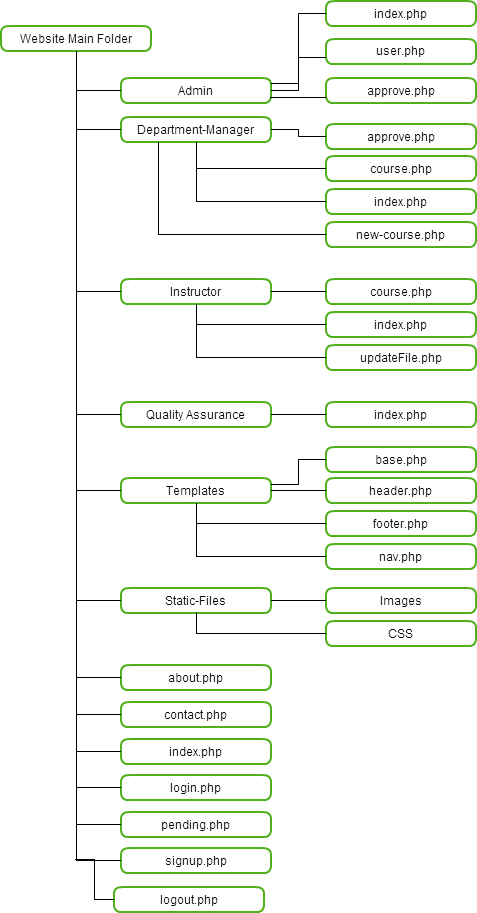 index.php
Website Main Folder
user.php
Admin
approve.php
Department-Manager
approve.php
course.php
index.php
new-course.php
Instructor
course.php
index.php
updateFile.php
Quality Assurance
index.php
base.php
Templates
header.php
footer.php
nav.php
Static-Files
Images
CSS
about.php
contact.php
index.php
login.php
pending.php
signup.php
logout.php